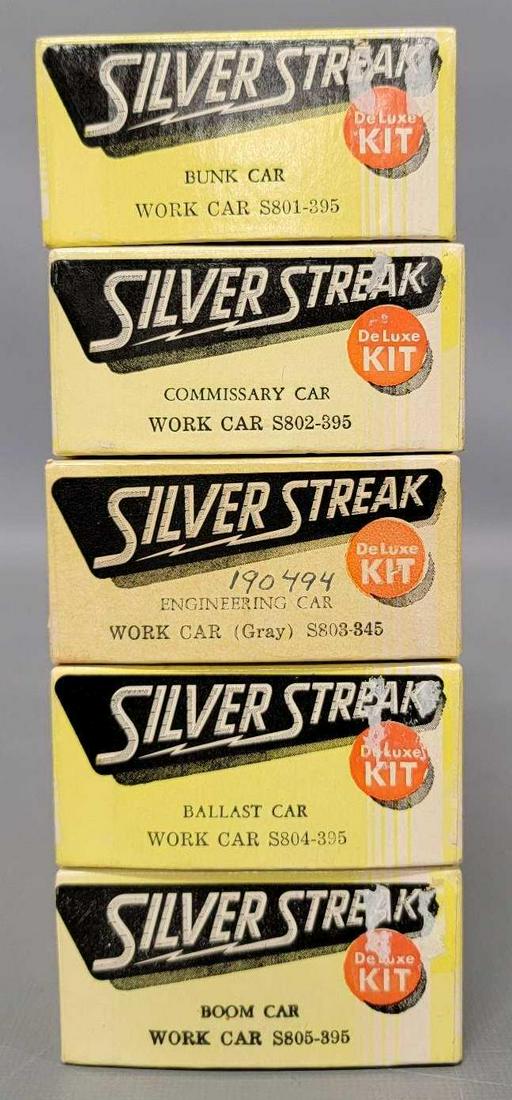 SILVER STREAK
DeLuxe
KIT
BUNK CAR
WORK CAR S801-395
SILVER STREAK
DeLuxe
KIT
COMMISSARY CAR
WORK CAR S802-395
SILVER STREAK
DeLuxe
KIT
190494
ENGINEERING CAR
WORK CAR (Gray) S803-345
SILVER STREAK
DeLuxe
KIT
BALLAST CAR
WORK CAR S804-395
SILVER STREAK
DeLuxe
KIT
BOOM CAR
WORK CAR S805-395